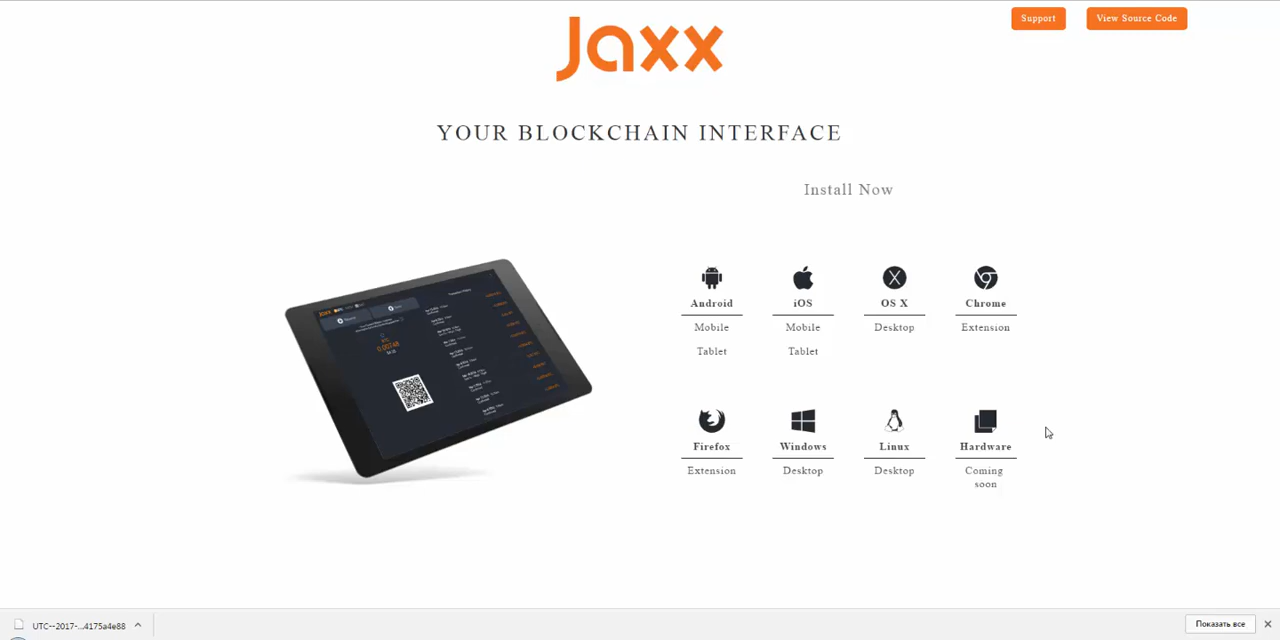 Support
View Source Code
Jaxx
YOUR BLOCKCHAIN INTERFACE
Install Now
Android
iOS
OS X
Chrome
Mobile
Mobile
Desktop
Extension
Tablet
Tablet
Firefox
Windows
Linux
Hardware
Extension
Desktop
Desktop
Coming
soon
UTC--2017-...4175a4e88
Показать все